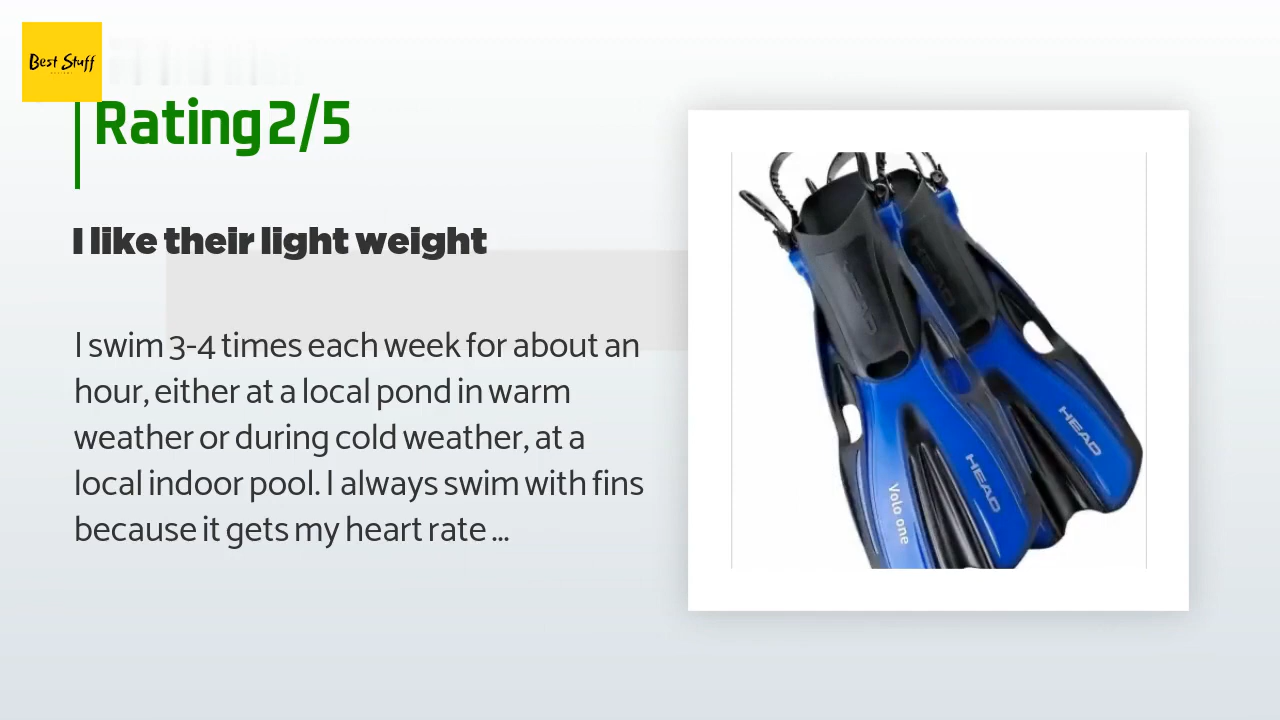 Best Stuff
Rating 2/5
I like their light weight
I swim 3-4 times each week for about an
hour, either at a local pond in warm
weather or during cold weather, at a
local indoor pool. I always swim with fins
because it gets my heart rate ...
HEAD
HEAD
HEAD
HEAD
Volo one